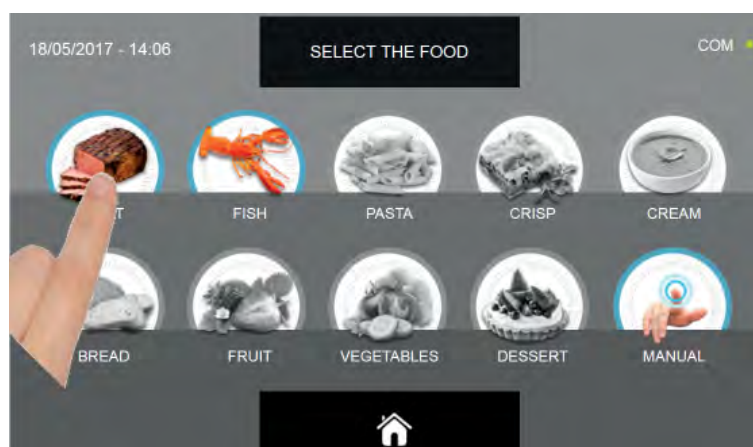 18/05/2017 - 14:06
SELECT THE FOOD
COM
FISH
PASTA
CRISP
CREAM
BREAD
FRUIT
VEGETABLES
DESSERT
MANUAL